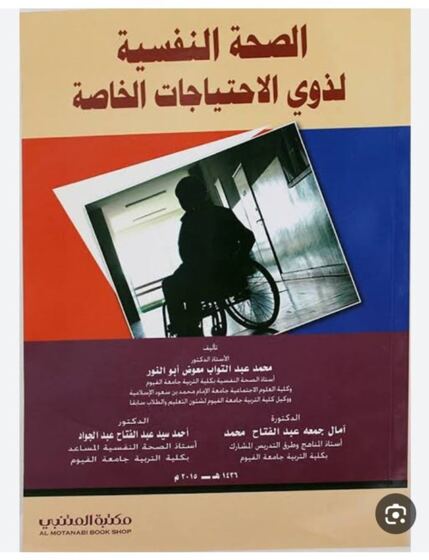 الصحة النفسية
لذوي الاحتياجات الخاصة
تأليف
الأستاذ الدكتور
محمد عبد التواب معوض أبو النور
أستاذ الصحة النفسية بكلية التربية جامعة الفيوم
وكلية العلوم الاجتماعية جامعة الإمام محمد بن سعود الإسلامية
ووكيل كلية التربية جامعة الفيوم لشئون التعليم والطلاب سابقا
الدكتورة
آمال جمعه عبد الفتاح محمد
أستاذ المناهج وطرق التدريس المشارك
بكلية التربية جامعة الفيوم
الدكتور
أحمد سيد عبد الفتاح عبد الجواد
أستاذ الصحة النفسية المساعد
بكلية التربية جامعة الفيوم
١٤٣٦ هـ ــ ٢٠١٥ م
مكتبة المتنبي
AL MOTANABI BOOK SHOP